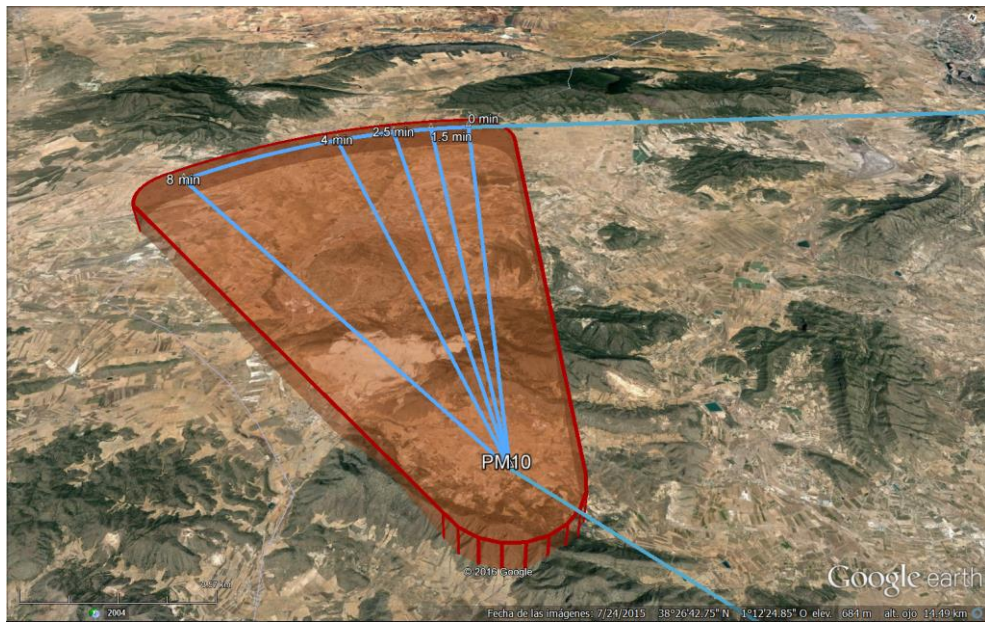 0 min
1.5 min
2.5 min
4 min
8 min
PM10
© 2016 Google
Google earth
2004
Fecha de las imágenes: 7/24/2015 38°26'42.75" N 1°12'24.85" O elev. 684 m alt. ojo 14.49 km